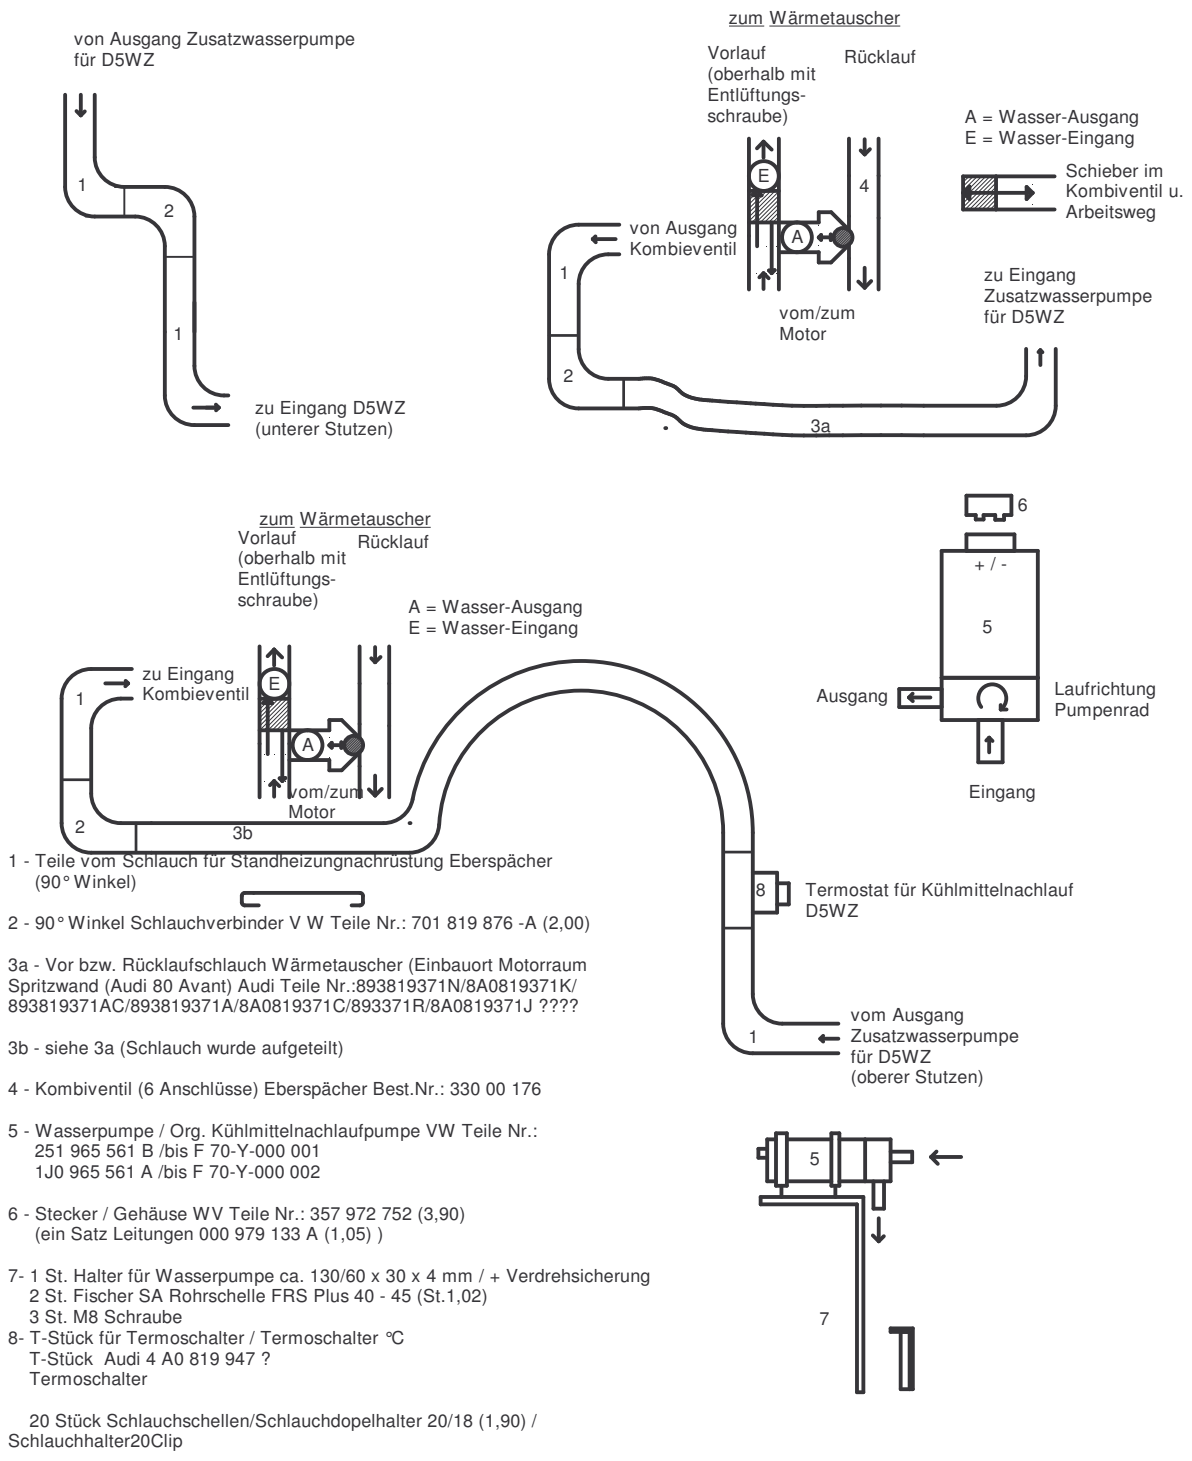 von Ausgang Zusatzwasserpumpe
für D5WZ
1
2
1
zu Eingang D5WZ
(unterer Stutzen)
zum Wärmetauscher
Vorlauf
(oberhalb mit
Entlüftungs-
schraube)
Rücklauf
A = Wasser-Ausgang
E = Wasser-Eingang
Schieber im
Kombiventil u.
Arbeitsweg
E
4
A
von Ausgang
Kombieventil
1
vom/zum
Motor
zu Eingang
Zusatzwasserpumpe
für D5WZ
2
3a
zum Wärmetauscher
Vorlauf
(oberhalb mit
Entlüftungs-
schraube)
Rücklauf
A = Wasser-Ausgang
E = Wasser-Eingang
zu Eingang
Kombieventil
1
E
A
vom/zum
Motor
2
3b
6
+ / -
5
Ausgang
Laufrichtung
Pumpenrad
Eingang
8
Termostat für Kühlmittelnachlauf
D5WZ
1
vom Ausgang
Zusatzwasserpumpe
für D5WZ
(oberer Stutzen)
5
7
1 - Teile vom Schlauch für Standheizungnachrüstung Eberspächer
(90° Winkel)
2 - 90° Winkel Schlauchverbinder V W Teile Nr.: 701 819 876 -A (2,00)
3a - Vor bzw. Rücklaufschlauch Wärmetauscher (Einbauort Motorraum
Spritzwand (Audi 80 Avant) Audi Teile Nr.:893819371N/8A0819371K/
893819371AC/893819371A/8A0819371C/893371R/8A0819371J ????
3b - siehe 3a (Schlauch wurde aufgeteilt)
4 - Kombiventil (6 Anschlüsse) Eberspächer Best.Nr.: 330 00 176
5 - Wasserpumpe / Org. Kühlmittelnachlaufpumpe VW Teile Nr.:
251 965 561 B /bis F 70-Y-000 001
1J0 965 561 A /bis F 70-Y-000 002
6 - Stecker / Gehäuse WV Teile Nr.: 357 972 752 (3,90)
(ein Satz Leitungen 000 979 133 A (1,05) )
7- 1 St. Halter für Wasserpumpe ca. 130/60 x 30 x 4 mm / + Verdrehsicherung
2 St. Fischer SA Rohrschelle FRS Plus 40 - 45 (St.1,02)
3 St. M8 Schraube
8- T-Stück für Termoschalter / Termoschalter °C
T-Stück Audi 4 A0 819 947 ?
Termoschalter
20 Stück Schlauchschellen/Schlauchdopelhalter 20/18 (1,90) /
Schlauchhalter20Clip